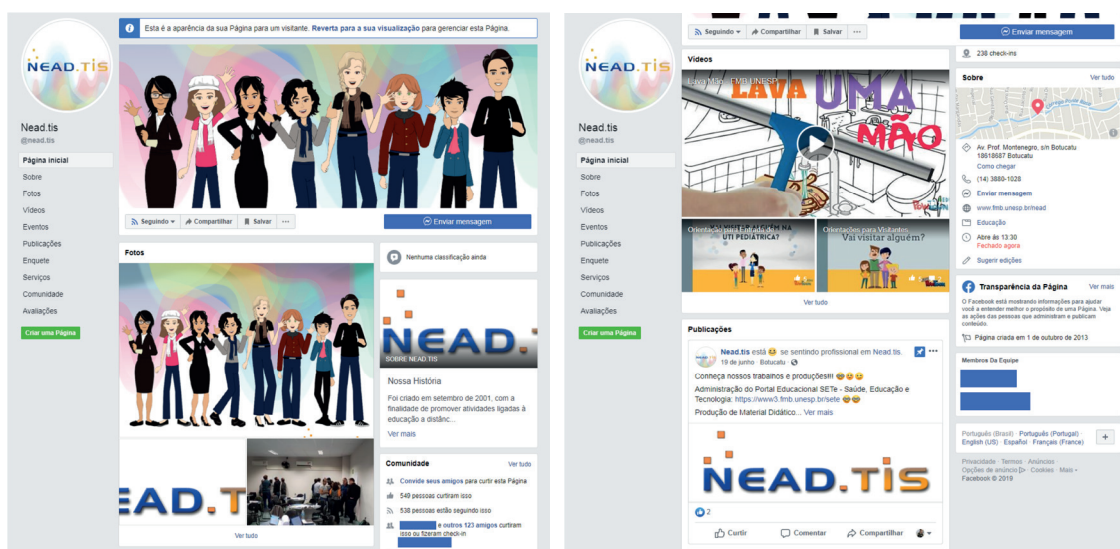 Esta é a aparência da sua Página para um visitante. Reverta para a sua visualização para gerenciar esta Página.
NEAD.TIS
Nead.tis
@nead.tis
Página inicial
Sobre
Fotos
Vídeos
Eventos
Publicações
Enquete
Serviços
Comunidade
Avaliações
Criar uma Página
Seguindo
Compartilhar
Salvar
Enviar mensagem
Fotos
EAD.T
Ver tudo
Nenhuma classificação ainda
NEAD.
SOBRE NEAD.TIS
Nossa História
Foi criado em setembro de 2001, com a
finalidade de promover atividades ligadas à
educação a distânc...
Ver mais
Comunidade Ver tudo
Convide seus amigos para curtir esta Página
549 pessoas curtiram isso
538 pessoas estão seguindo isso
e outros 123 amigos curtiram
isso ou fizeram check-in
NEAD.TIS
Nead.tis
@nead.tis
Página inicial
Sobre
Fotos
Vídeos
Eventos
Publicações
Enquete
Serviços
Comunidade
Avaliações
Criar uma Página
Seguindo
Compartilhar
Salvar
Enviar mensagem
Vídeos
Lava Mão - FMB UNESP
LAVA UMA
MÃO
Orientação para Entrada de
UTI PEDIÁTRICA?
Orientações para Visitantes
Vai visitar alguém?
Ver tudo
Publicações
Nead.tis está se sentindo profissional em Nead.tis.
19 de junho · Botucatu ·
Conheça nossos trabalhos e produções!!!
Administração do Portal Educacional SETe - Saúde, Educação e
Tecnologia: https://www3.fmb.unesp.br/sete
Produção de Material Didático... Ver mais
NEAD.TIS
2
Curtir
Comentar
Compartilhar
238 check-ins
Sobre Ver tudo
Av. Prof. Montenegro, s/n Botucatu
18618687 Botucatu
Como chegar
(14) 3880-1028
Enviar mensagem
www.fmb.unesp.br/nead
Educação
Abre às 13:30
Fechado agora
Sugerir edições
Transparência da Página Ver mais
O Facebook está mostrando informações para ajudar
você a entender melhor o propósito de uma Página. Veja
as ações das pessoas que administram e publicam
conteúdo.
Página criada em 1 de outubro de 2013
Membros Da Equipe
Português (Brasil) · Português (Portugal) ·
English (US) · Español · Français (France)
+
Privacidade · Termos · Anúncios ·
Opções de anúncio · Cookies · Mais
Facebook © 2019